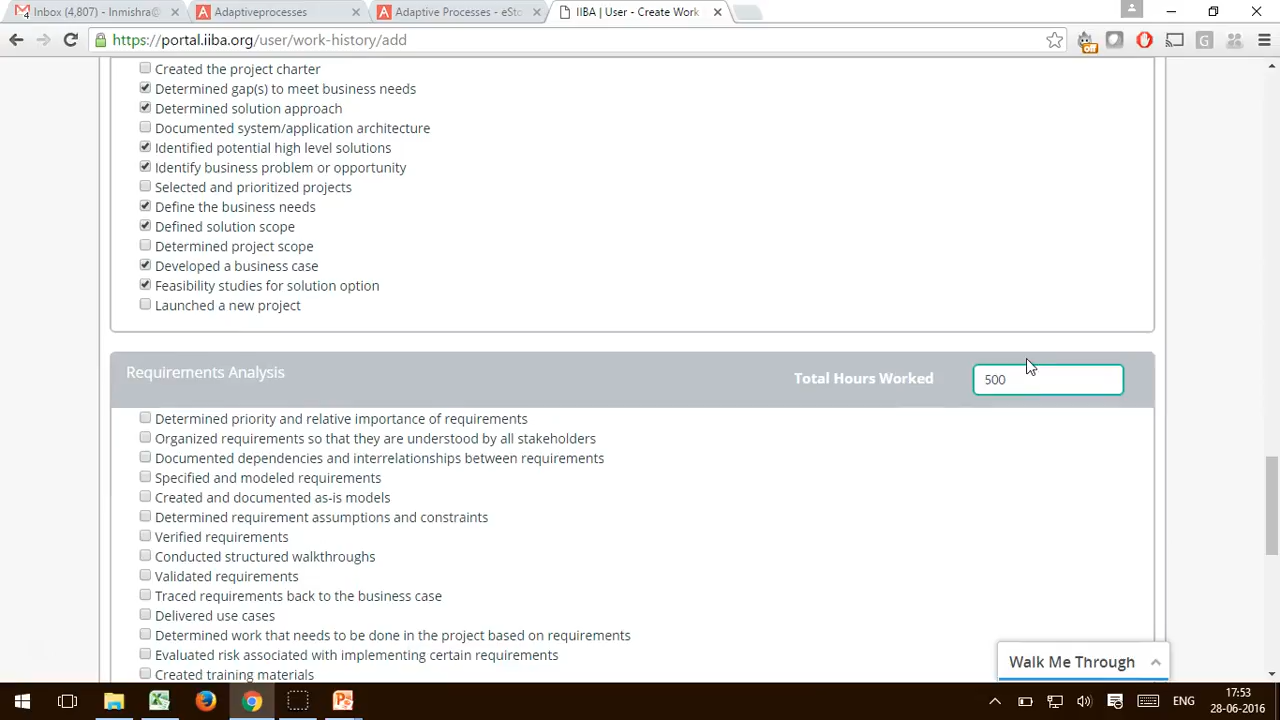 Inbox (4,807) - Inmishra@
Adaptiveprocesses
Adaptive Processes - eSto
IIBA | User - Create Work
https://portal.iiba.org/user/work-history/add
off
G
Created the project charter
Determined gap(s) to meet business needs
Determined solution approach
Documented system/application architecture
Identified potential high level solutions
Identify business problem or opportunity
Selected and prioritized projects
Define the business needs
Defined solution scope
Determined project scope
Developed a business case
Feasibility studies for solution option
Launched a new project
Requirements Analysis
Total Hours Worked
500
Determined priority and relative importance of requirements
Organized requirements so that they are understood by all stakeholders
Documented dependencies and interrelationships between requirements
Specified and modeled requirements
Created and documented as-is models
Determined requirement assumptions and constraints
Verified requirements
Conducted structured walkthroughs
Validated requirements
Traced requirements back to the business case
Delivered use cases
Determined work that needs to be done in the project based on requirements
Evaluated risk associated with implementing certain requirements
Created training materials
Walk Me Through
ENG
17:53
28-06-2016